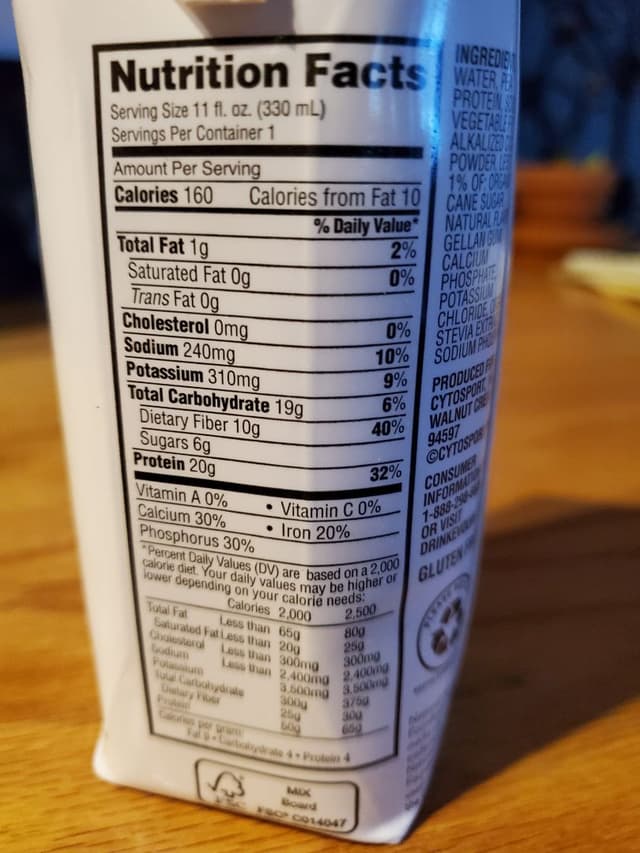 Nutrition Facts
Serving Size 11 fl. oz. (330 mL)
Servings Per Container 1
Amount Per Serving
Calories 160 Calories from Fat 10
% Daily Value*
Total Fat 1g 2%
Saturated Fat 0g 0%
Trans Fat 0g
Cholesterol 0mg 0%
Sodium 240mg 10%
Potassium 310mg 9%
Total Carbohydrate 19g 6%
Dietary Fiber 10g 40%
Sugars 6g
Protein 20g 32%
Vitamin A 0% • Vitamin C 0%
Calcium 30% • Iron 20%
Phosphorus 30%
*Percent Daily Values (DV) are based on a 2,000
calorie diet. Your daily values may be higher or
lower depending on your calorie needs:
Calories 2,000 2,500
Total Fat Less than 65g 80g
Saturated Fat Less than 20g 25g
Cholesterol Less than 300mg 300mg
Sodium Less than 2,400mg 2,400mg
Potassium 3,500mg 3,500mg
Total Carbohydrate 300g 375g
Dietary Fiber 25g 30g
Protein 50g 65g
Calories per gram:
Fat 9 • Carbohydrate 4 • Protein 4
FSC
MIX
Board
FSC® C014047
INGREDIE
WATER,
PROTEIN,
VEGETABLE
ALKALIZED
POWDER,
1% OF:
CANE SUGAR,
NATURAL
GELLAN GUM
CALCIUM
PHOSPHATE,
POTASSIUM
CHLORIDE,
STEVIA
SODIUM
PRODUCED
CYTOSPORT,
WALNUT
94597
©CYTOSPOR
CONSUMER
INFORMATION
1-888-298-
OR VISIT
GLUTEN